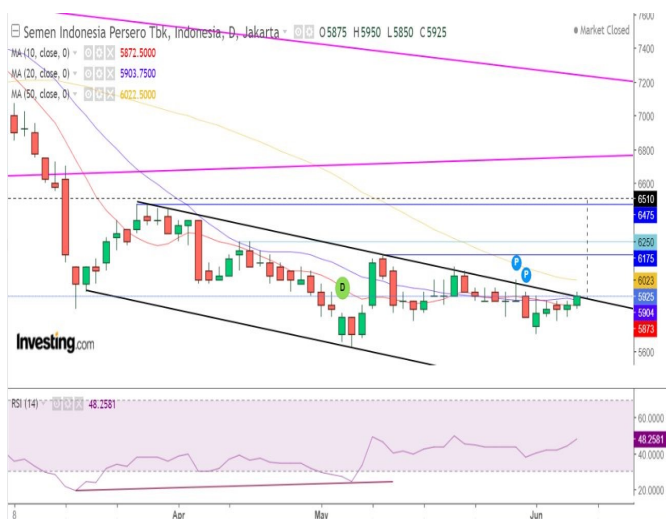 Semen Indonesia Persero Tbk, Indonesia, D, Jakarta O5875 H5950 L5850 C5925
Market Closed
MA (10, close, 0) 5872.5000
MA (20, close, 0) 5903.7500
MA (50, close, 0) 6022.5000
7600
7400
7200
7000
6800
6600
6510
6475
6250
6175
6023
5925
5904
5873
5600
P
P
D
Investing.com
RSI (14) 48.2581
60.0000
48.2581
40.0000
20.0000
8 Apr May Jun